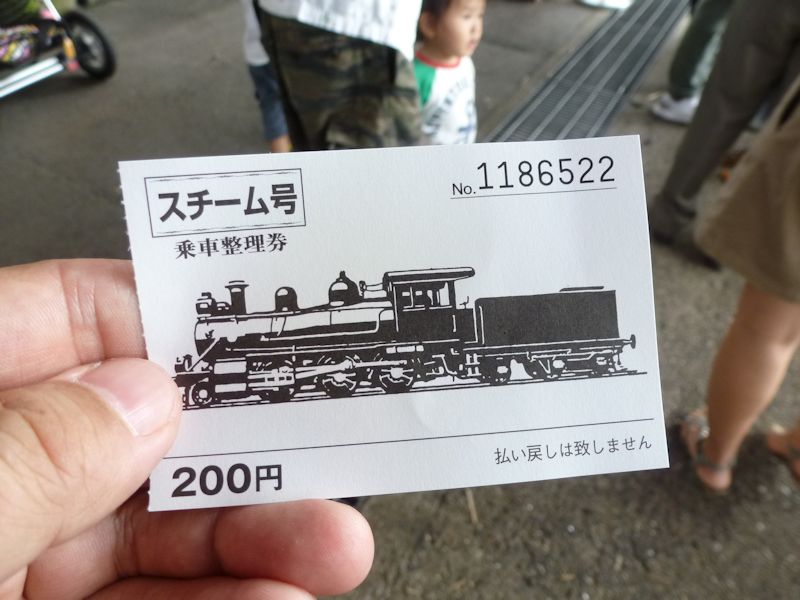 スチーム号
No.1186522
乗車整理券
200円
払い戻しは致しません